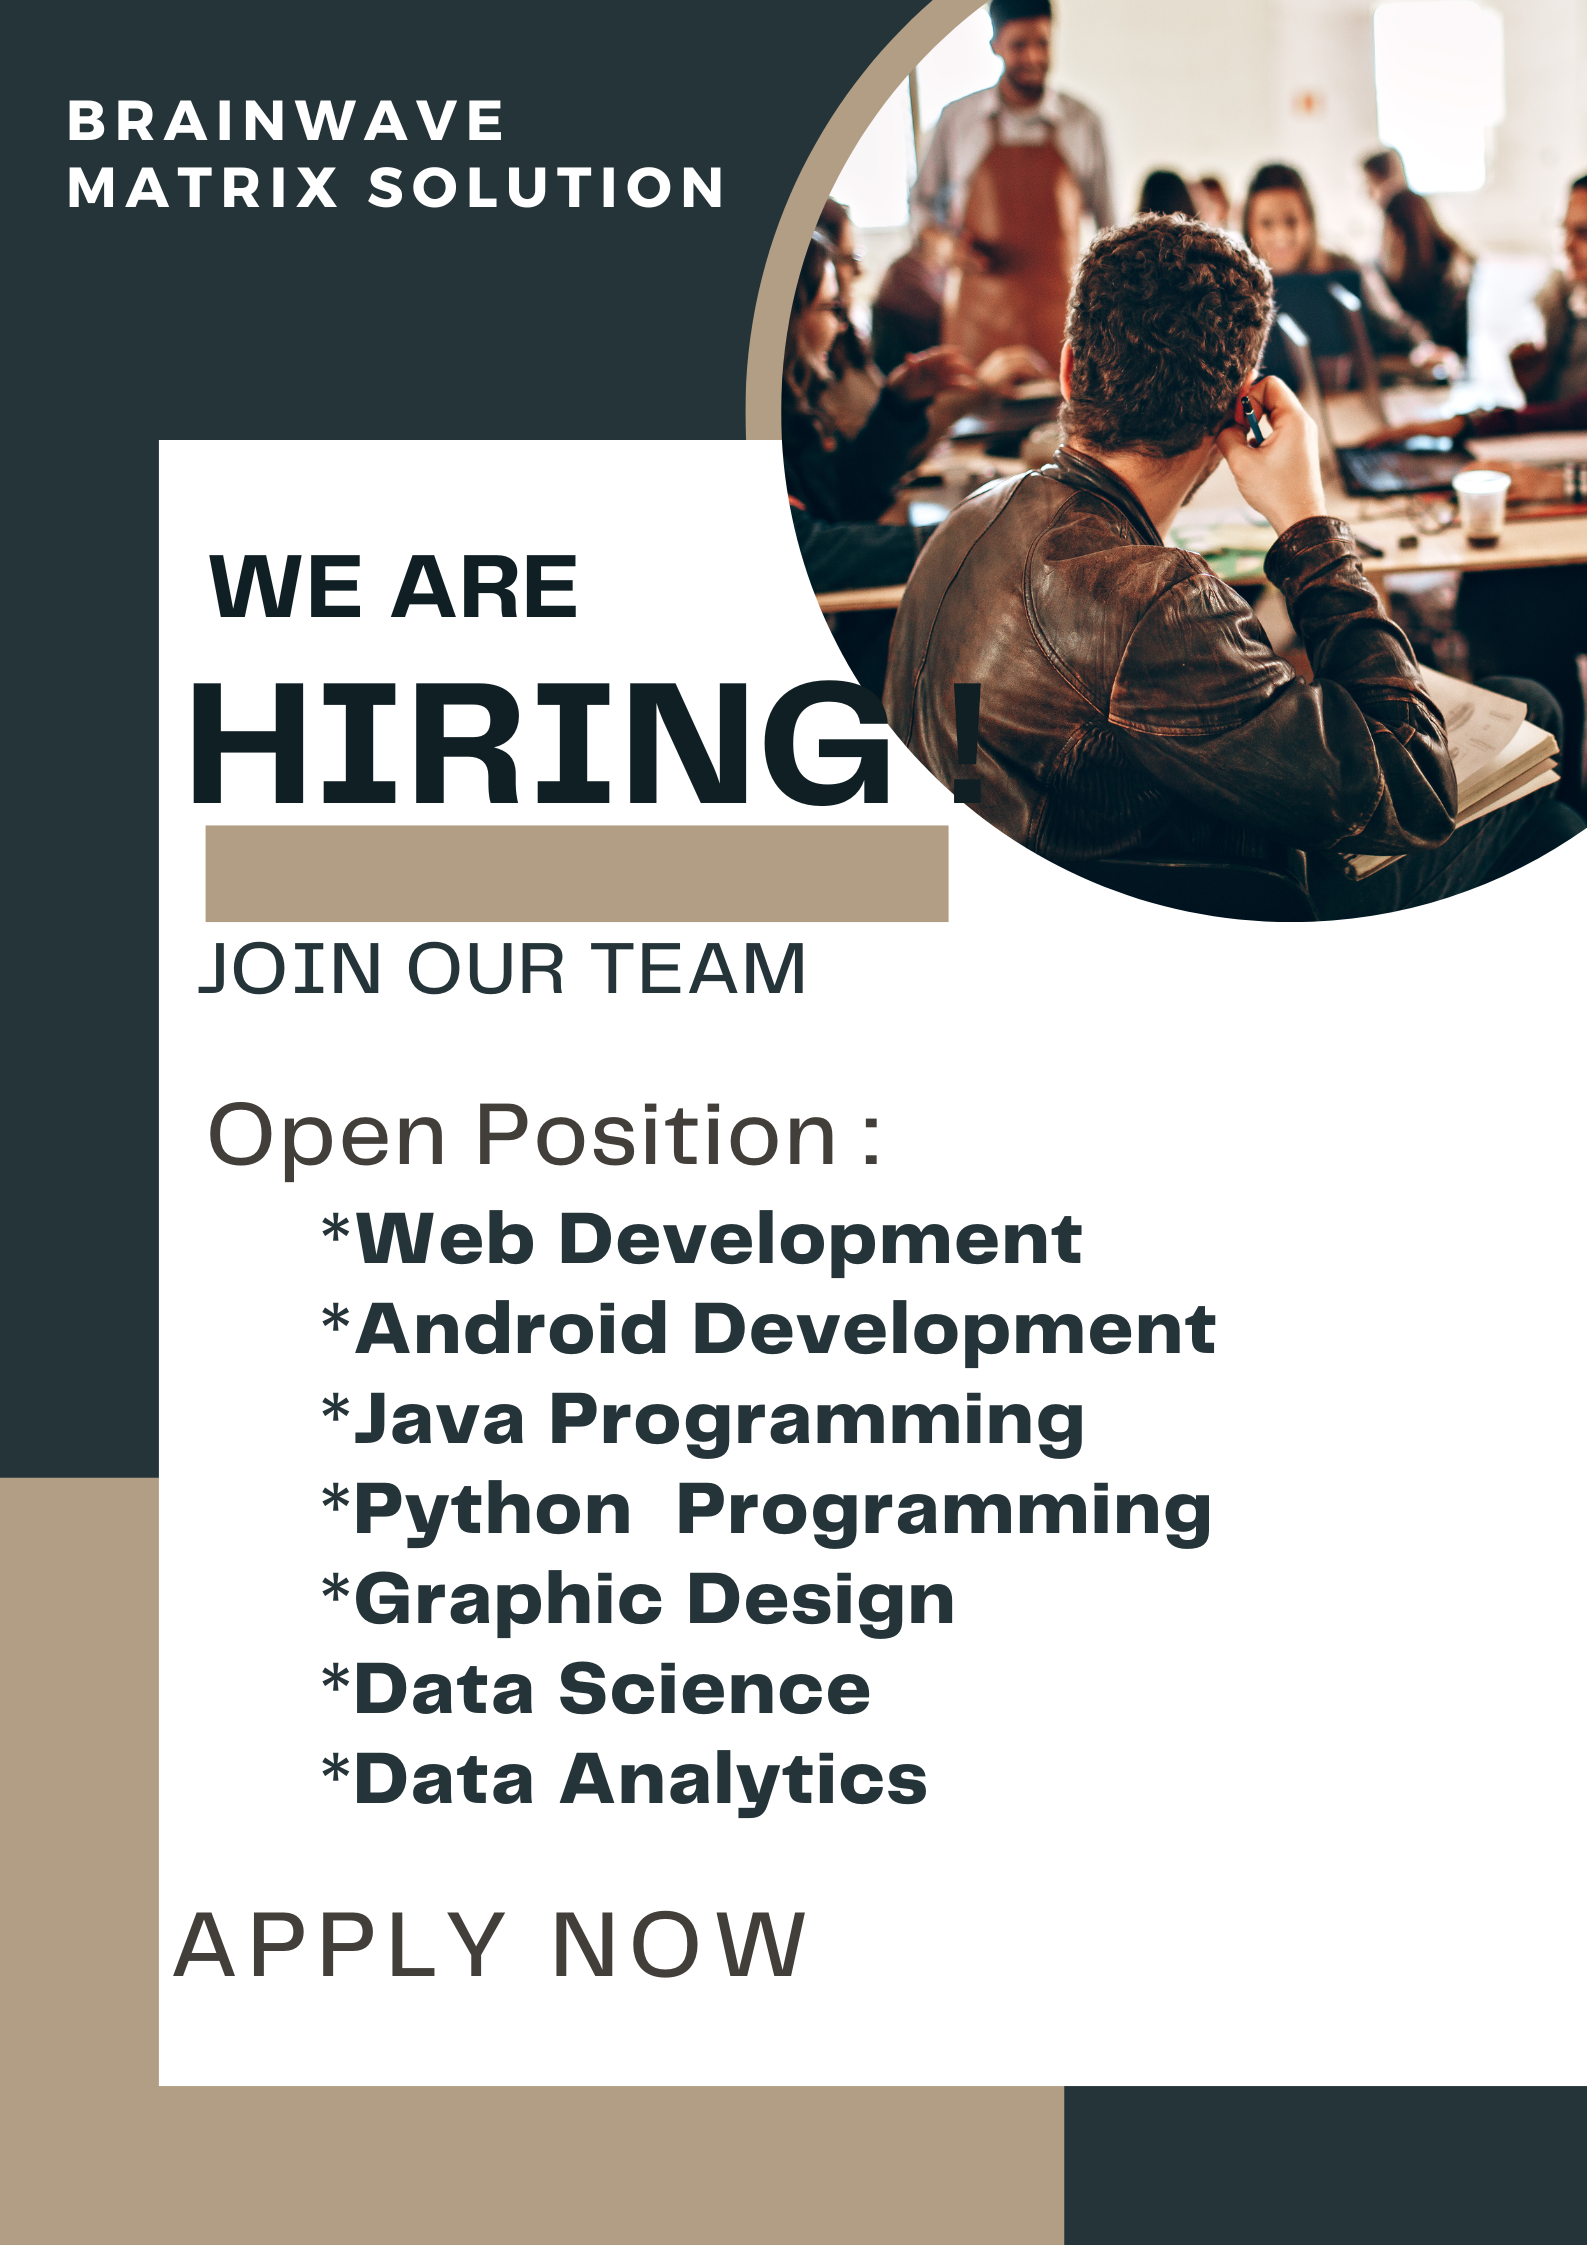 BRAINWAVE
MATRIX SOLUTION
WE ARE
HIRING !
JOIN OUR TEAM
Open Position :
*Web Development
*Android Development
*Java Programming
*Python  Programming
*Graphic Design
*Data Science
*Data Analytics
APPLY NOW